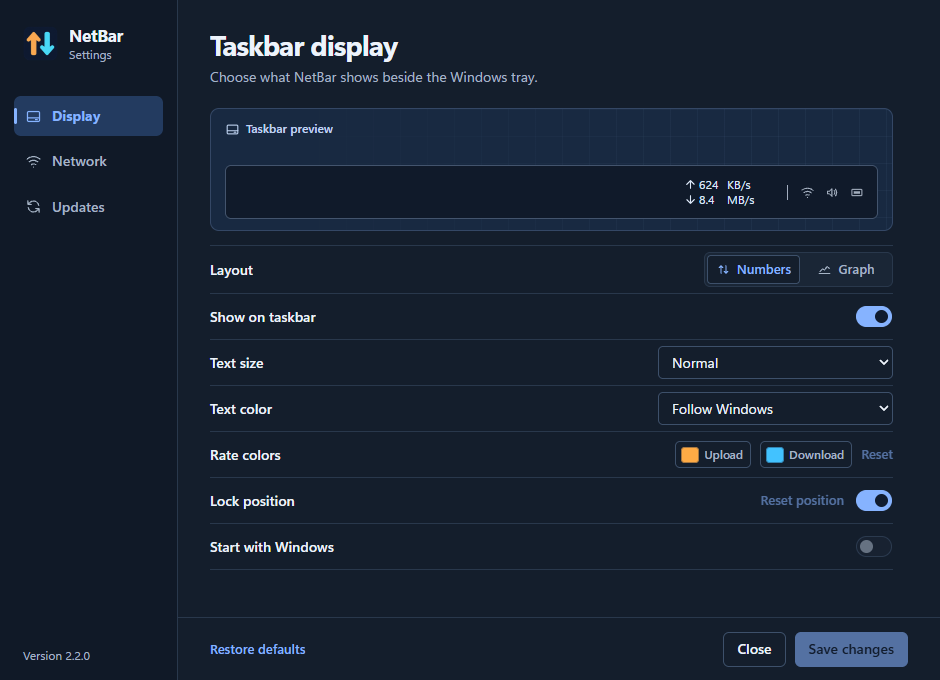 NetBar
Settings
Display
Network
Updates
Version 2.2.0
Taskbar display
Choose what NetBar shows beside the Windows tray.
Taskbar preview
↑ 624 KB/s
↓ 8.4 MB/s
Layout
Numbers
Graph
Show on taskbar
Text size
Normal
Text color
Follow Windows
Rate colors
Upload
Download
Reset
Lock position
Reset position
Start with Windows
Restore defaults
Close
Save changes